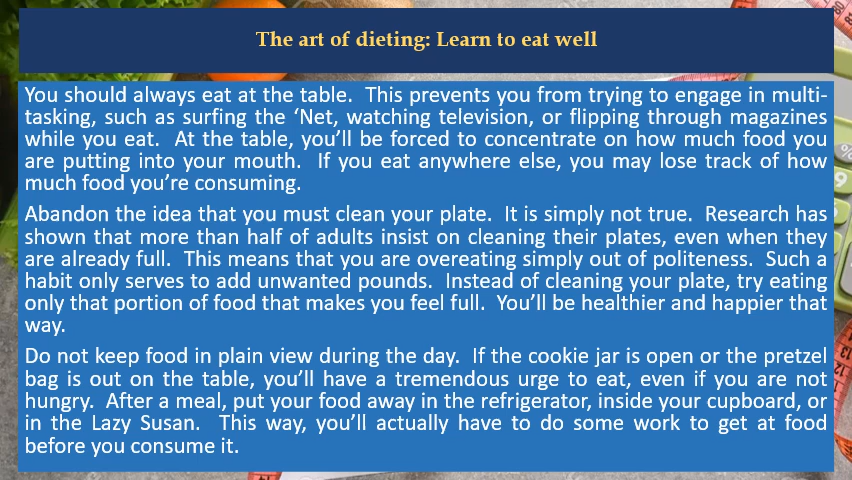 The art of dieting: Learn to eat well
You should always eat at the table.  This prevents you from trying to engage in multi-
tasking, such as surfing the ‘Net, watching television, or flipping through magazines
while you eat.  At the table, you’ll be forced to concentrate on how much food you
are putting into your mouth.  If you eat anywhere else, you may lose track of how
much food you’re consuming.
Abandon the idea that you must clean your plate.  It is simply not true.  Research has
shown that more than half of adults insist on cleaning their plates, even when they
are already full.  This means that you are overeating simply out of politeness.  Such a
habit only serves to add unwanted pounds.  Instead of cleaning your plate, try eating
only that portion of food that makes you feel full.  You’ll be healthier and happier that
way.
Do not keep food in plain view during the day.  If the cookie jar is open or the pretzel
bag is out on the table, you’ll have a tremendous urge to eat, even if you are not
hungry.  After a meal, put your food away in the refrigerator, inside your cupboard, or
in the Lazy Susan.  This way, you’ll actually have to do some work to get at food
before you consume it.